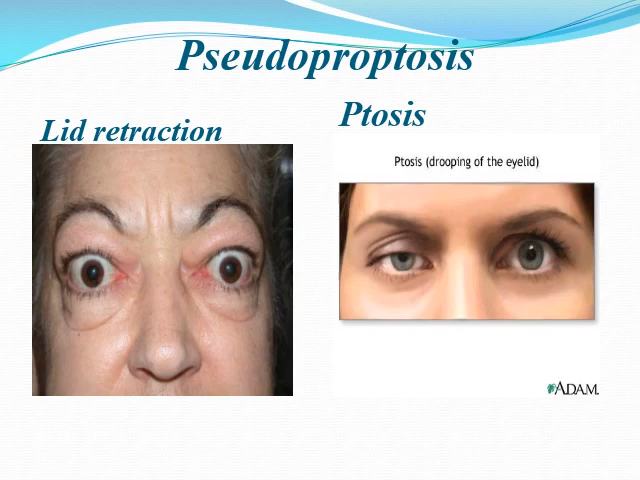 Pseudoproptosis
Lid retraction
Ptosis
Ptosis (drooping of the eyelid)
ADAM.